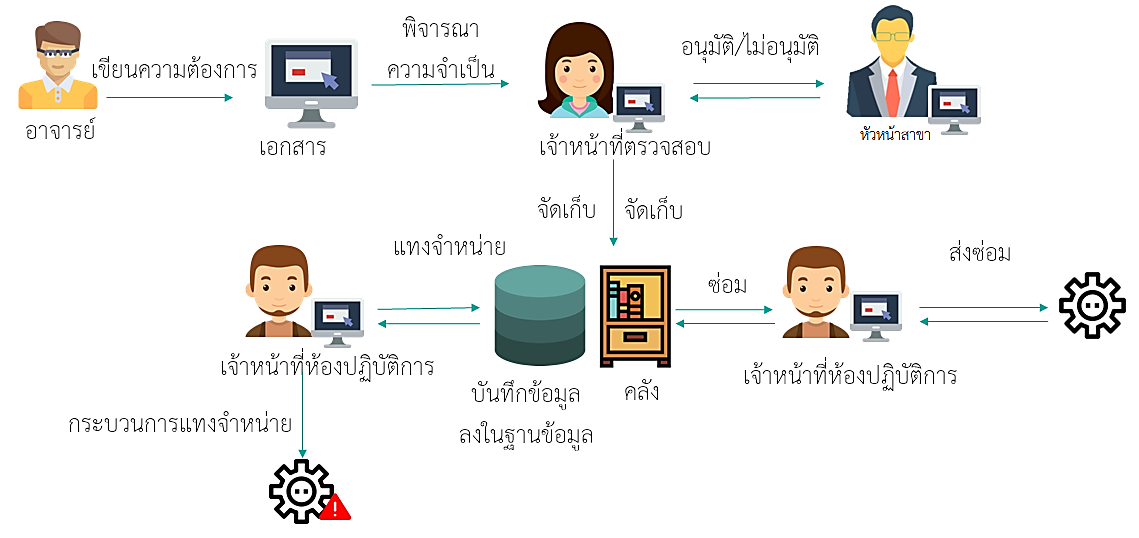 เขียนความต้องการ
พิจารณา
ความจำเป็น
อนุมัติ/ไม่อนุมัติ
อาจารย์
เอกสาร
เจ้าหน้าที่ตรวจสอบ
หัวหน้าสาขา
จัดเก็บ
จัดเก็บ
แทงจำหน่าย
ซ่อม
ส่งซ่อม
เจ้าหน้าที่ห้องปฏิบัติการ
บันทึกข้อมูล
ลงในฐานข้อมูล
คลัง
เจ้าหน้าที่ห้องปฏิบัติการ
กระบวนการแทงจำหน่าย